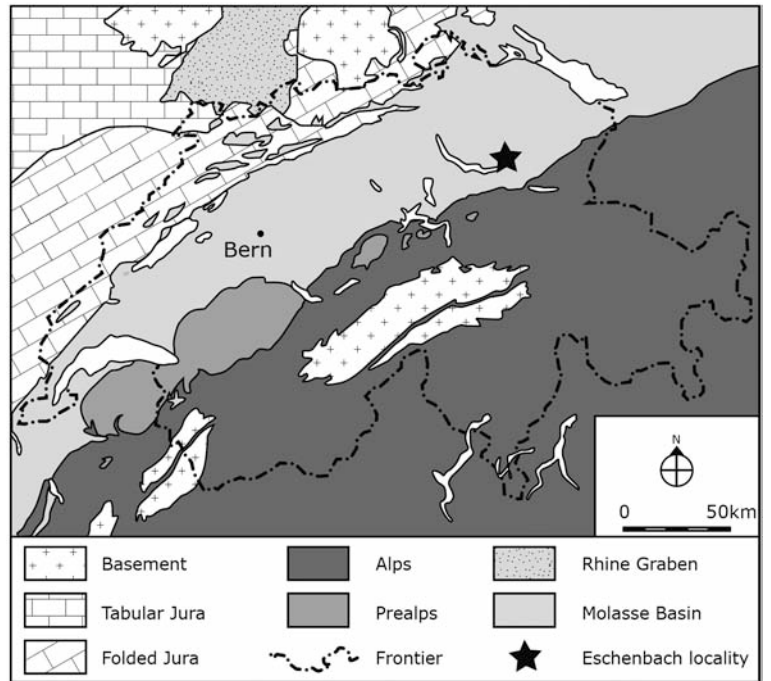 Bern
N
0 50km
Basement Alps Rhine Graben
Tabular Jura Prealps Molasse Basin
Folded Jura Frontier Eschenbach locality